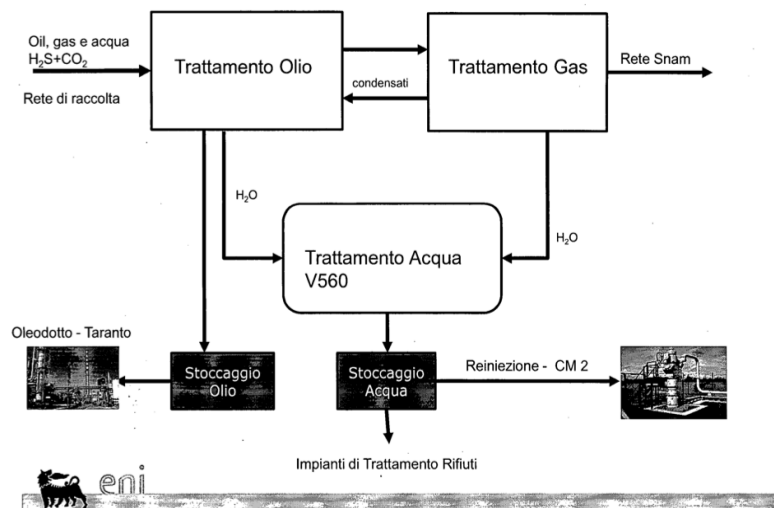 Oil, gas e acqua
H₂S+CO₂
Rete di raccolta
Trattamento Olio
condensati
Trattamento Gas
Rete Snam
H₂O
H₂O
Trattamento Acqua
V560
Oleodotto - Taranto
Stoccaggio
Olio
Stoccaggio
Acqua
Reiniezione - CM 2
Impianti di Trattamento Rifiuti
eni